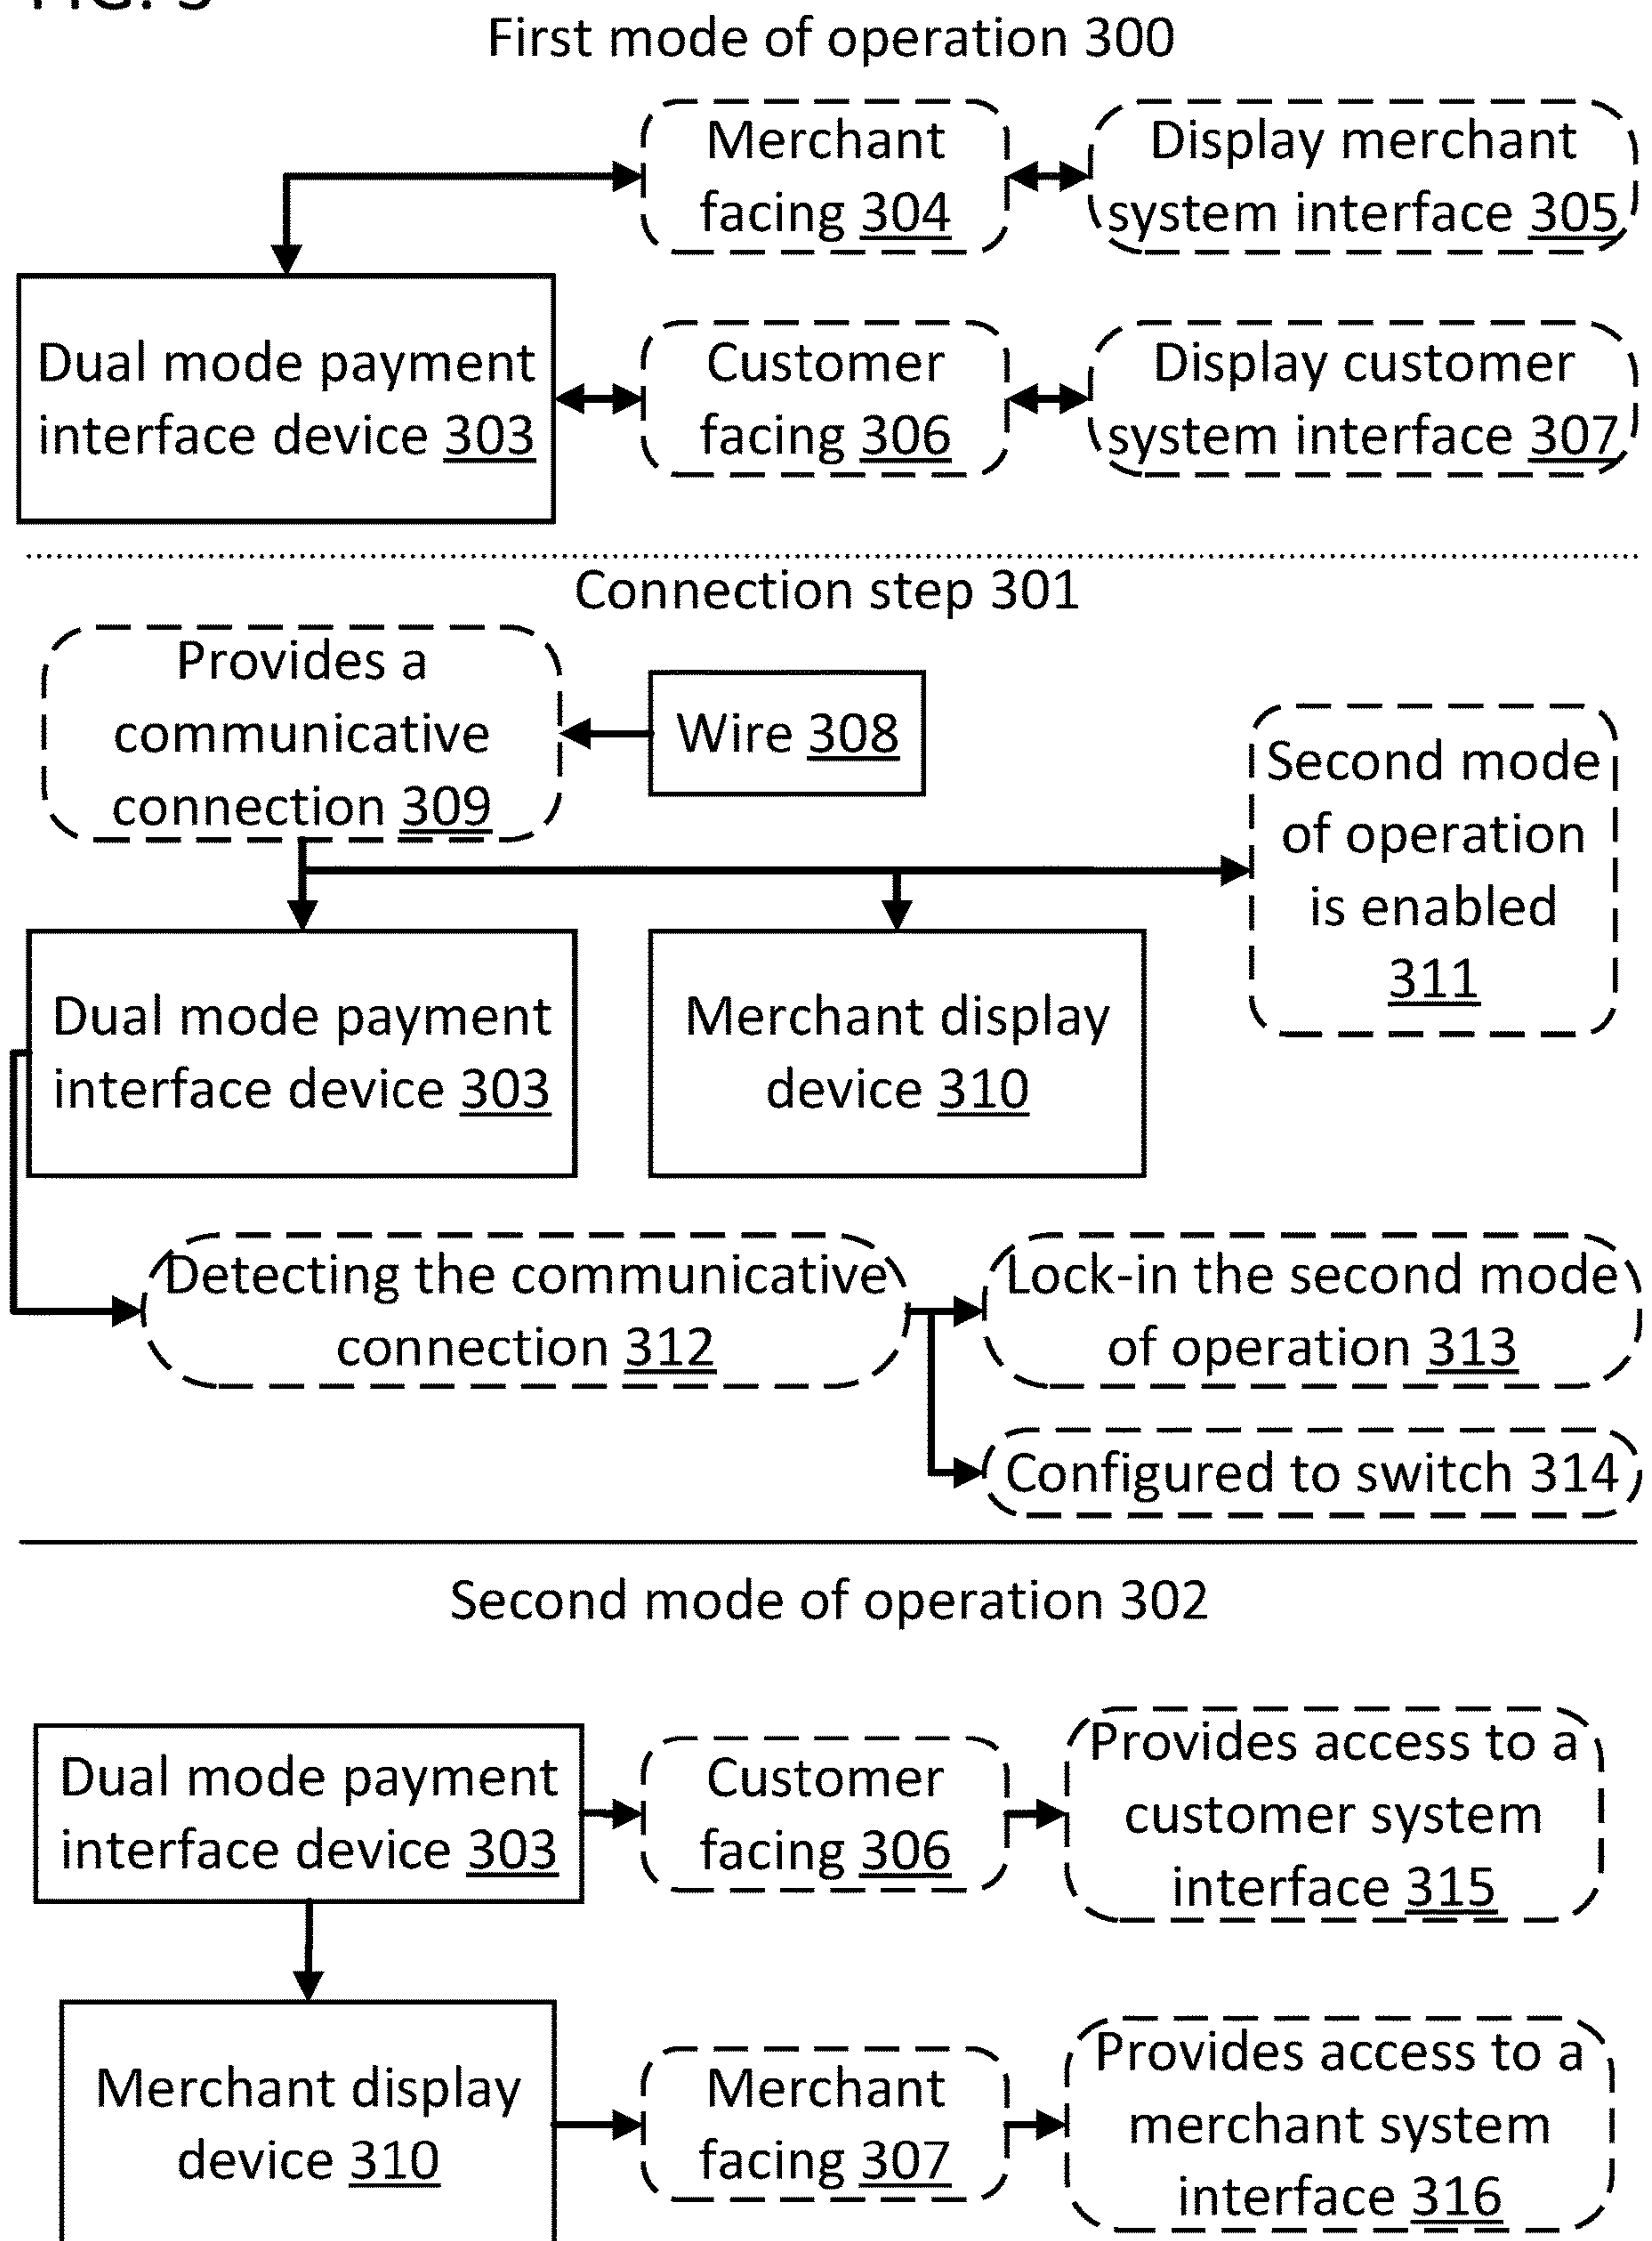 First mode of operation 300
Merchant
facing 304
Display merchant
system interface 305
Dual mode payment
interface device 303
Customer
facing 306
Display customer
system interface 307
Connection step 301
Provides a
communicative
connection 309
Wire 308
Second mode
of operation
is enabled
311
Dual mode payment
interface device 303
Merchant display
device 310
Detecting the communicative
connection 312
Lock-in the second mode
of operation 313
Configured to switch 314
Second mode of operation 302
Dual mode payment
interface device 303
Customer
facing 306
Provides access to a
customer system
interface 315
Merchant display
device 310
Merchant
facing 307
Provides access to a
merchant system
interface 316